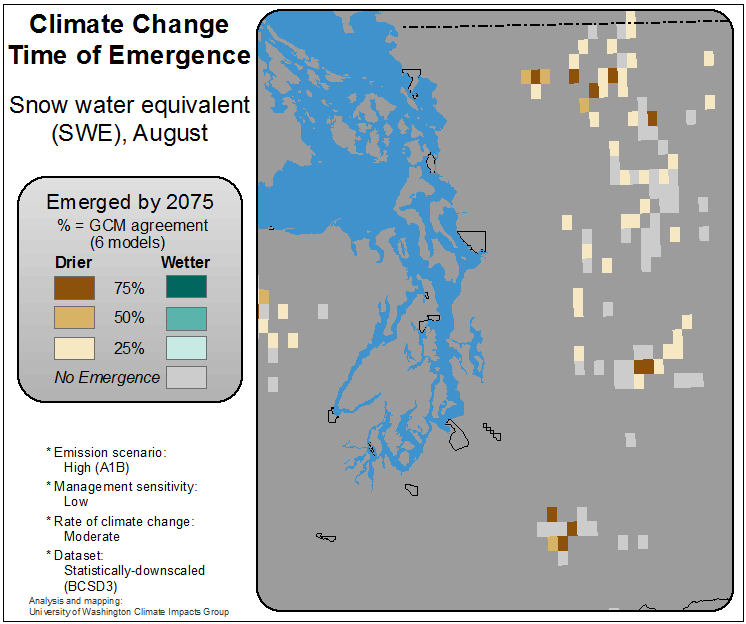 Climate Change
Time of Emergence
Snow water equivalent
(SWE), August
Emerged by 2075
% = GCM agreement
(6 models)
Drier Wetter
75%
50%
25%
No Emergence
* Emission scenario:
High (A1B)
* Management sensitivity:
Low
* Rate of climate change:
Moderate
* Dataset:
Statistically-downscaled
(BCSD3)
Analysis and mapping:
University of Washington Climate Impacts Group